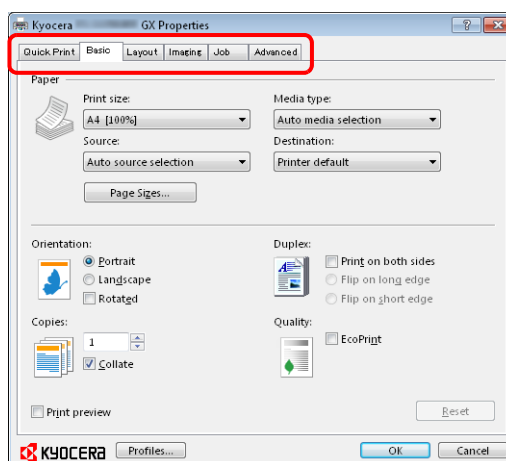 Kyocera GX Properties
Quick Print Basic Layout Imaging Job Advanced
Paper
Print size: Media type:
A4 [100%] Auto media selection
Source: Destination:
Auto source selection Printer default
Page Sizes...
Orientation: Duplex:
Portrait Print on both sides
Landscape Flip on long edge
Rotated Flip on short edge
Copies: Quality:
1 EcoPrint
Collate
Print preview Reset
KYOCERA Profiles... OK Cancel